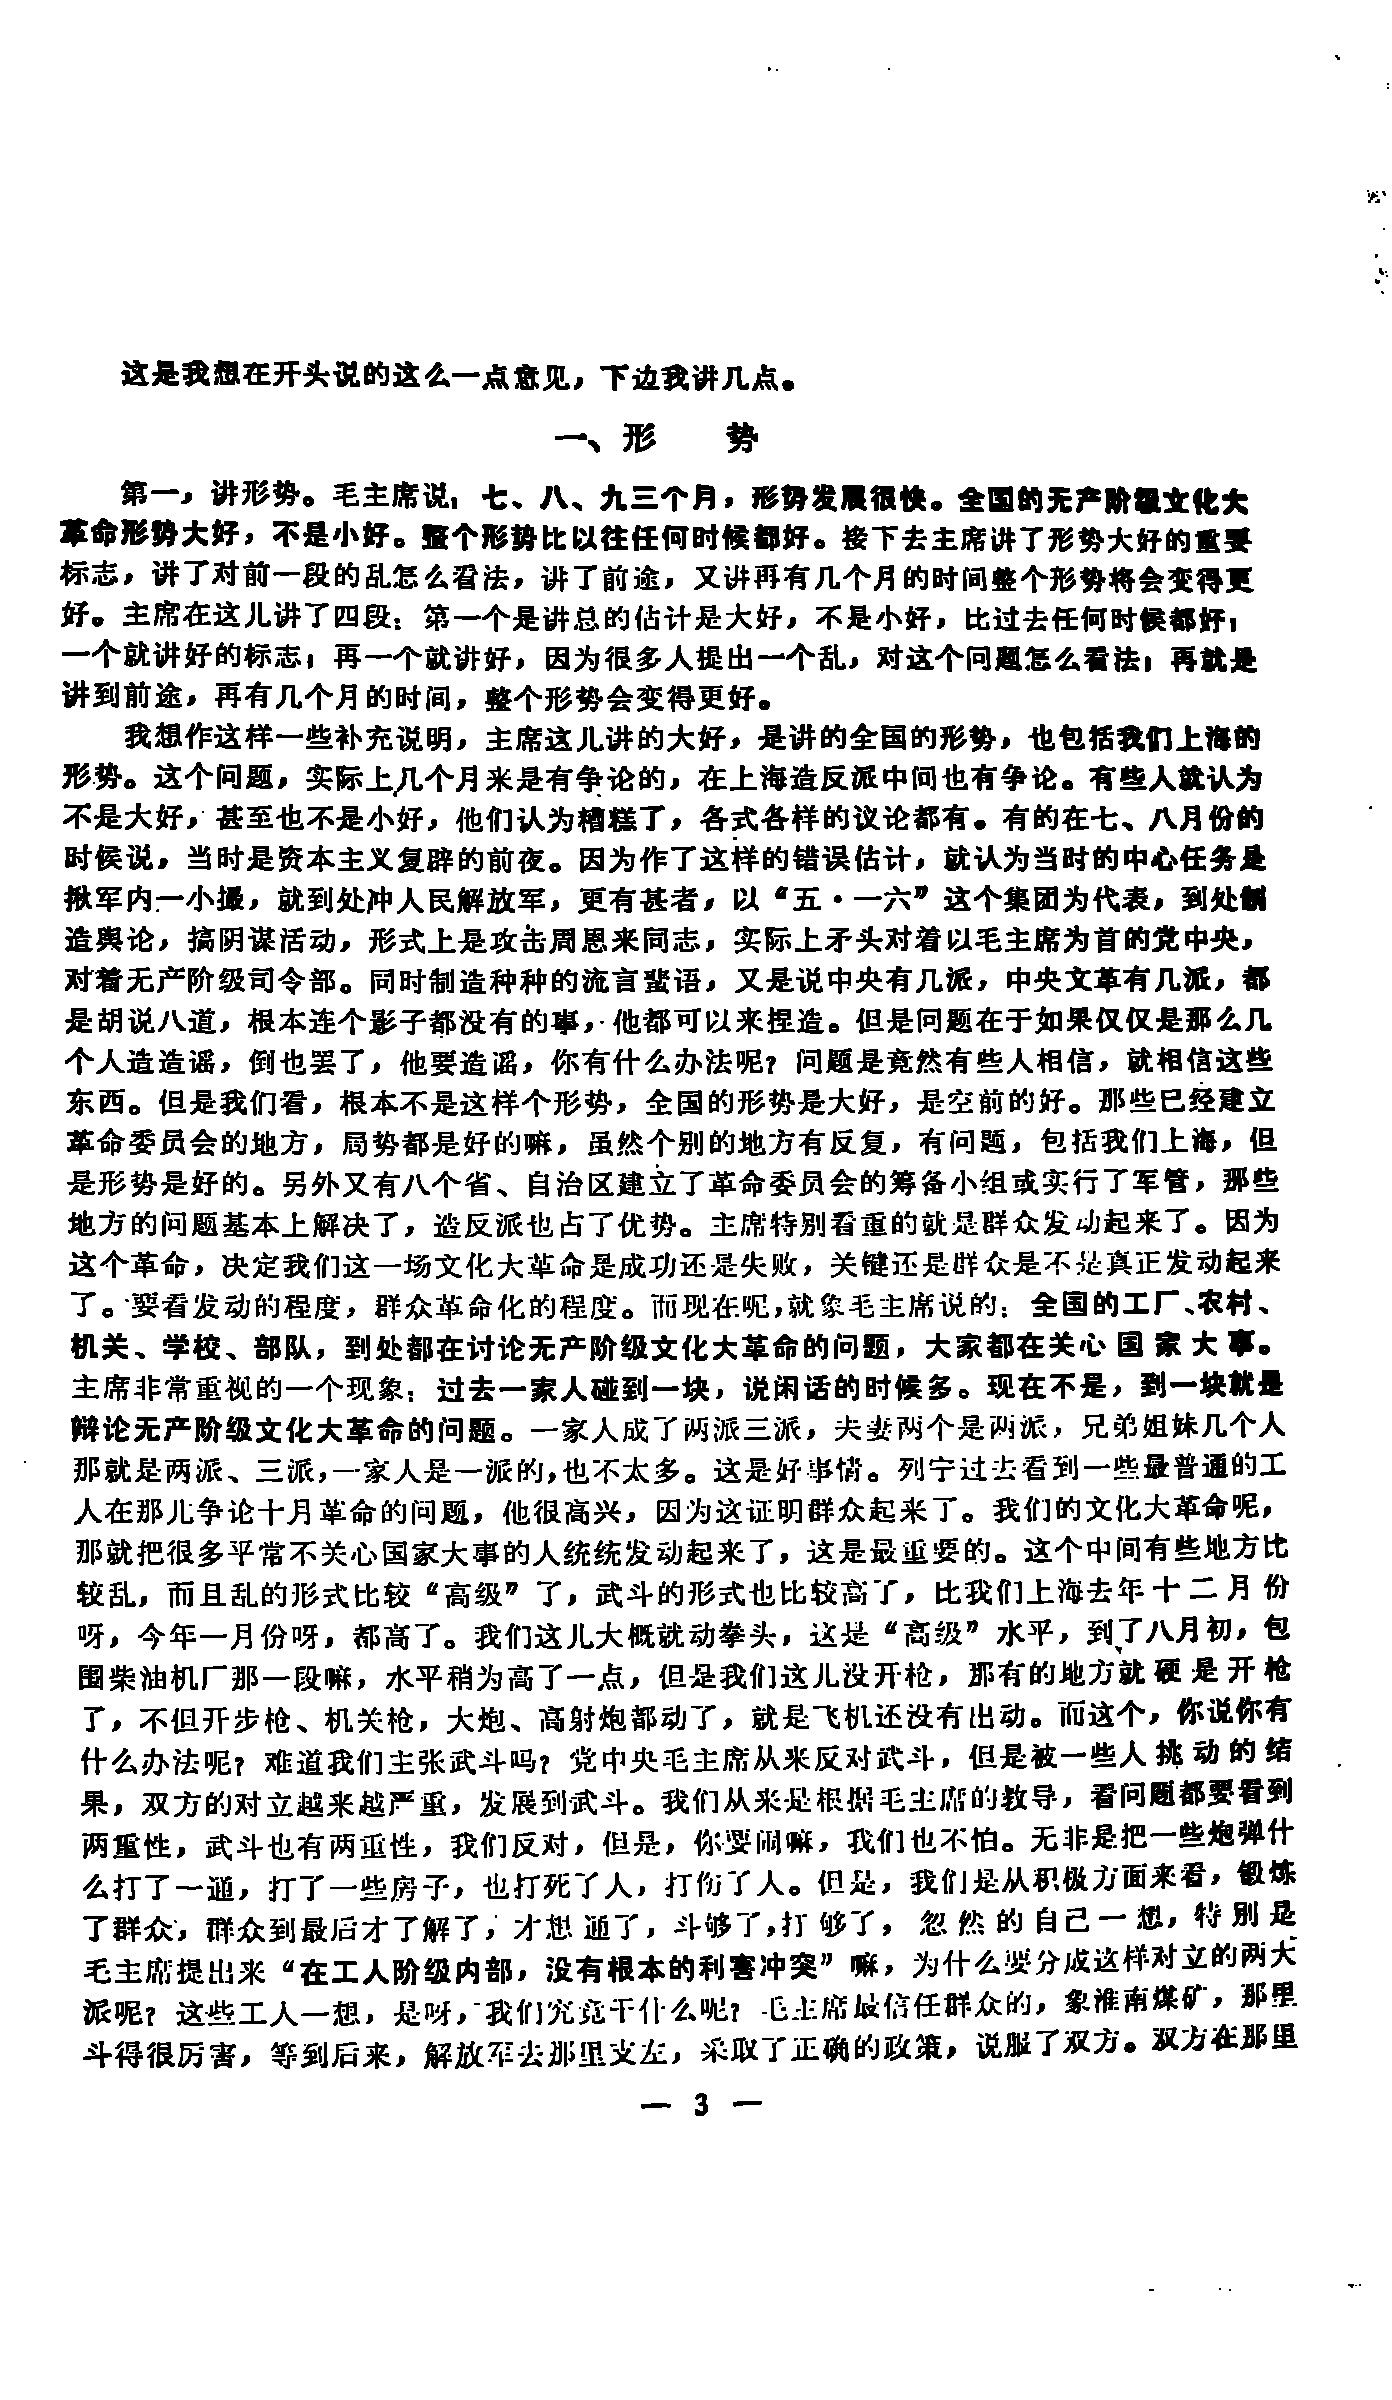 这是我想在开头说的这么一点意见，下边我讲几点。
一、形 势
第一，讲形势。毛主席说：七、八、九三个月，形势发展很快。全国的无产阶级文化大
革命形势大好，不是小好。整个形势比以往任何时候都好。接下去主席讲了形势大好的重要
标志，讲了对前一段的乱怎么看法，讲了前途，又讲再有几个月的时间整个形势将会变得更
好。主席在这儿讲了四段：第一个是讲总的估计是大好，不是小好，比过去任何时候都好；
一个就讲好的标志；再一个就讲好，因为很多人提出一个乱，对这个问题怎么看法；再就是
讲到前途，再有几个月的时间，整个形势会变得更好。
我想作这样一些补充说明，主席这儿讲的大好，是讲的全国的形势，也包括我们上海的
形势。这个问题，实际上几个月来是有争论的，在上海造反派中间也有争论。有些人就认为
不是大好，甚至也不是小好，他们认为糟糕了，各式各样的议论都有。有的在七、八月份的
时候说，当时是资本主义复辟的前夜。因为作了这样的错误估计，就认为当时的中心任务是
揪军内一小撮，就到处冲人民解放军，更有甚者，以“五·一六”这个集团为代表，到处制
造舆论，搞阴谋活动，形式上是攻击周恩来同志，实际上矛头对着以毛主席为首的党中央，
对着无产阶级司令部。同时制造种种的流言蜚语，又是说中央有几派，中央文革有几派，都
是胡说八道，根本连个影子都没有的事，他都可以来捏造。但是问题在于如果仅仅是那么几
个人造造谣，倒也罢了，他要造谣，你有什么办法呢？问题是竟然有些人相信，就相信这些
东西。但是我们看，根本不是这样个形势，全国的形势是大好，是空前的好。那些已经建立
革命委员会的地方，局势都是好的嘛，虽然个别的地方有反复，有问题，包括我们上海，但
是形势是好的。另外又有八个省、自治区建立了革命委员会的筹备小组或实行了军管，那些
地方的问题基本上解决了，造反派也占了优势。主席特别看重的就是群众发动起来了。因为
这个革命，决定我们这一场文化大革命是成功还是失败，关键还是群众是不是真正发动起来
了。要看发动的程度，群众革命化的程度。而现在呢，就象毛主席说的：全国的工厂、农村、
机关、学校、部队，到处都在讨论无产阶级文化大革命的问题，大家都在关心国家大事。
主席非常重视的一个现象：过去一家人碰到一块，说闲话的时候多。现在不是，到一块就是
辩论无产阶级文化大革命的问题。一家人成了两派三派，夫妻两个是两派，兄弟姐妹几个人
那就是两派、三派，一家人是一派的，也不太多。这是好事情。列宁过去看到一些最普通的工
人在那儿争论十月革命的问题，他很高兴，因为这证明群众起来了。我们的文化大革命呢，
那就把很多平常不关心国家大事的人统统发动起来了，这是最重要的。这个中间有些地方比
较乱，而且乱的形式比较“高级”了，武斗的形式也比较高了，比我们上海去年十二月份
呀，今年一月份呀，都高了。我们这儿大概就动拳头，这是“高级”水平，到了八月初，包
围柴油机厂那一段嘛，水平稍为高了一点，但是我们这儿没开枪，那有的地方就硬是开枪
了，不但开步枪、机关枪，大炮、高射炮都动了，就是飞机还没有出动。而这个，你说你有
什么办法呢？难道我们主张武斗吗？党中央毛主席从来反对武斗，但是被一些人挑动的结
果，双方的对立越来越严重，发展到武斗。我们从来是根据毛主席的教导，看问题都要看到
两重性，武斗也有两重性，我们反对，但是，你要闹嘛，我们也不怕。无非是把一些炮弹什
么打了一通，打了一些房子，也打死了人，打伤了人。但是，我们是从积极方面来看，锻炼
了群众，群众到最后才了解了，才想通了，斗够了，打够了，忽然的自己一想，特别是
毛主席提出来“在工人阶级内部，没有根本的利害冲突”嘛，为什么要分成这样对立的两大
派呢？这些工人一想，是呀，我们究竟干什么呢？毛主席最信任群众的，象淮南煤矿，那里
斗得很厉害，等到后来，解放军去那里支左，采取了正确的政策，说服了双方。双方在那里
— 3 —